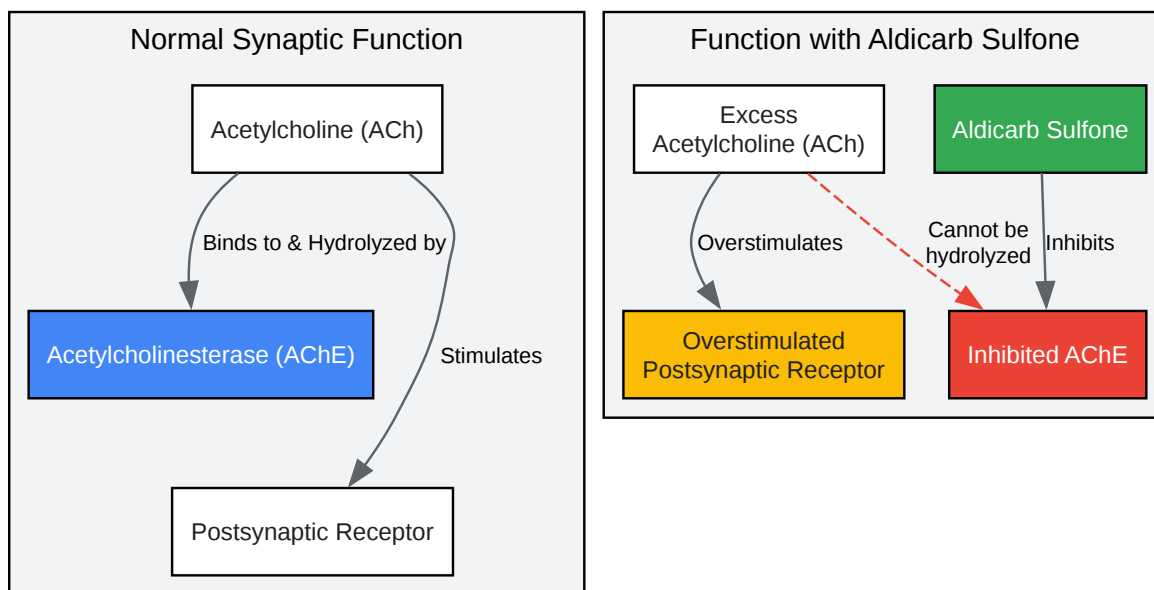 Normal Synaptic Function
Acetylcholine (ACh)
Binds to & Hydrolyzed by
Acetylcholinesterase (AChE)
Stimulates
Postsynaptic Receptor
Function with Aldicarb Sulfone
Excess
Acetylcholine (ACh)
Aldicarb Sulfone
Overstimulates
Cannot be
hydrolyzed
Inhibits
Overstimulated
Postsynaptic Receptor
Inhibited AChE